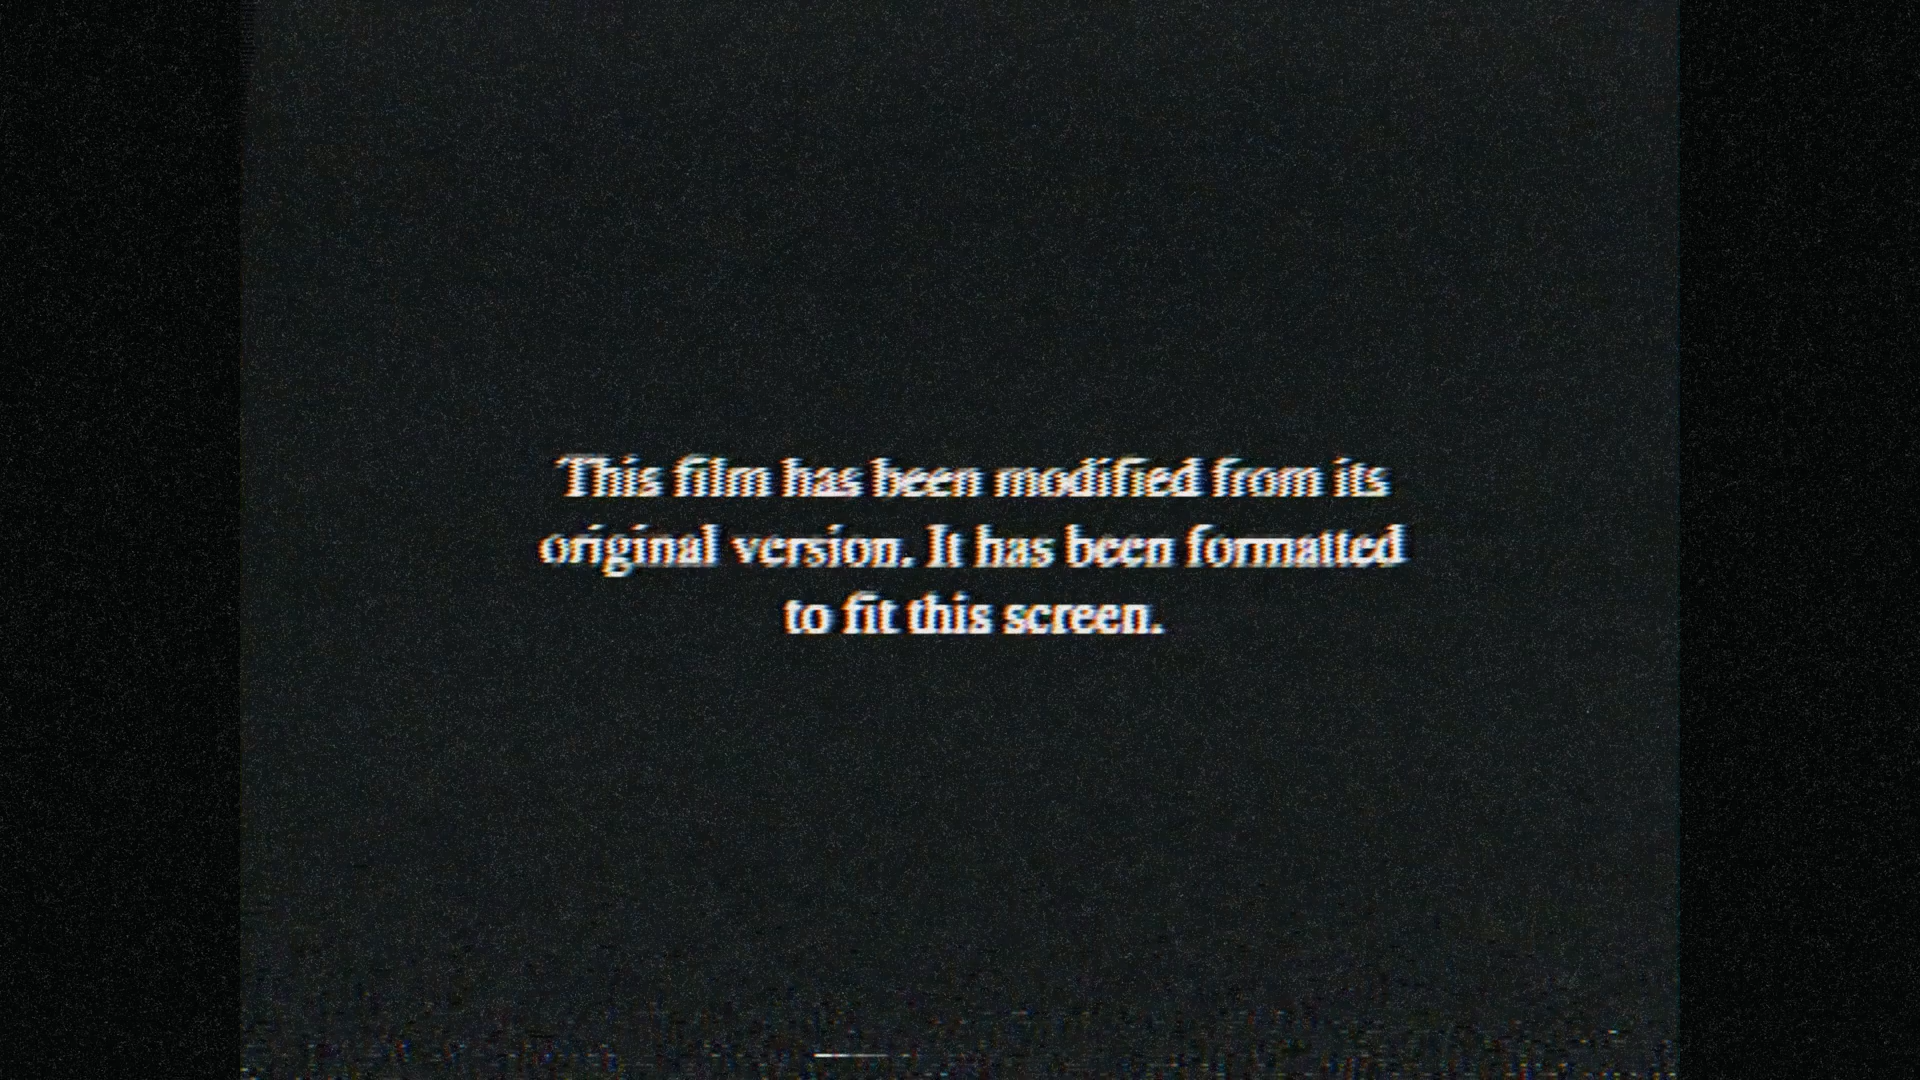 This film has been modified from its
original version. It has been formatted
to fit this screen.